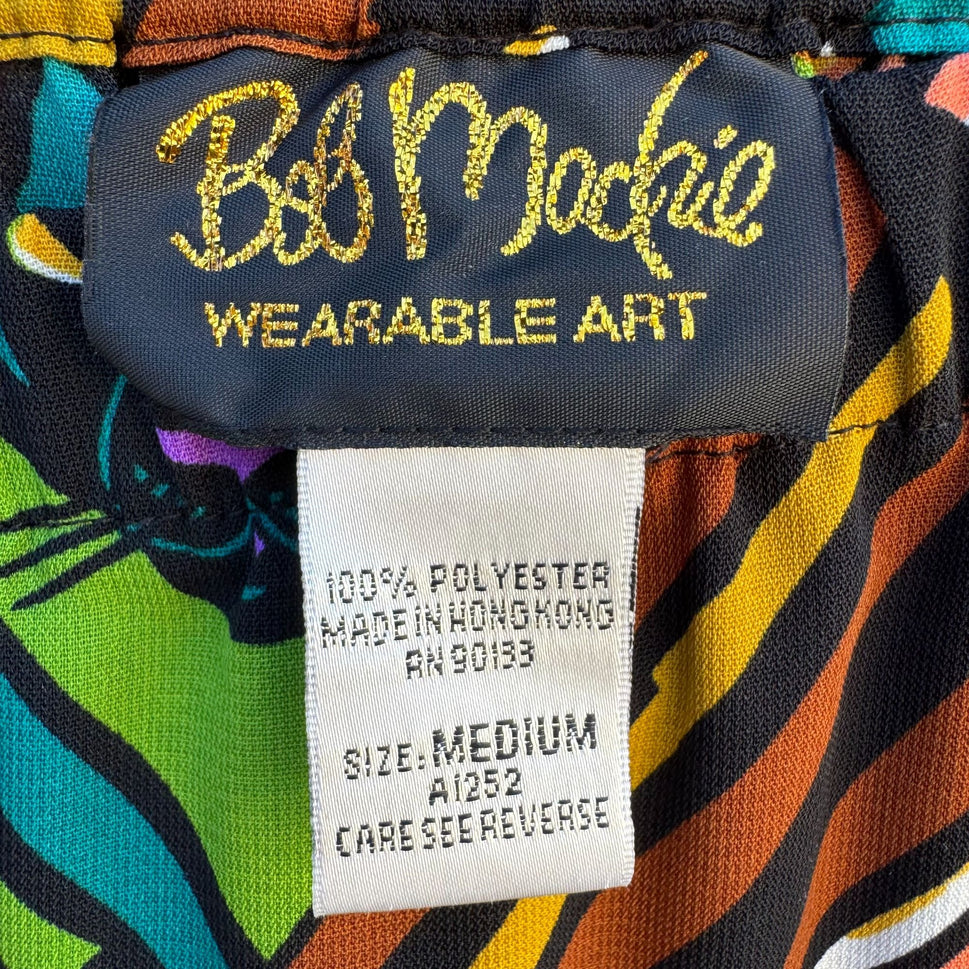 Bob Mackie
WEARABLE ART
100% POLYESTER
MADE IN HONG KONG
RN 90133
SIZE: MEDIUM
A1252
CARE SEE REVERSE